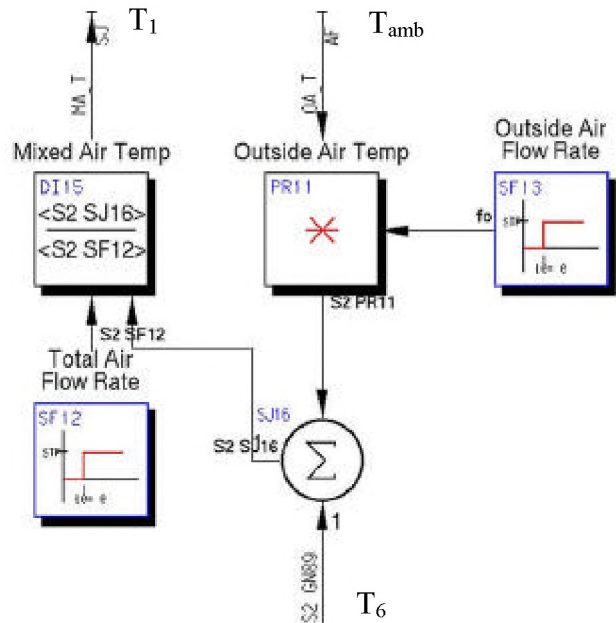 T1
Tamb
MA_T
OA_T
AF
Mixed Air Temp
Outside Air Temp
Outside Air
Flow Rate
DI15
<S2 SJ16>
<S2 SF12>
PR11
SF13
fo
S2 PR11
S2 SF12
Total Air
Flow Rate
SF12
SJ16
S2 SJ16
Σ
1
S2 GN89
T6